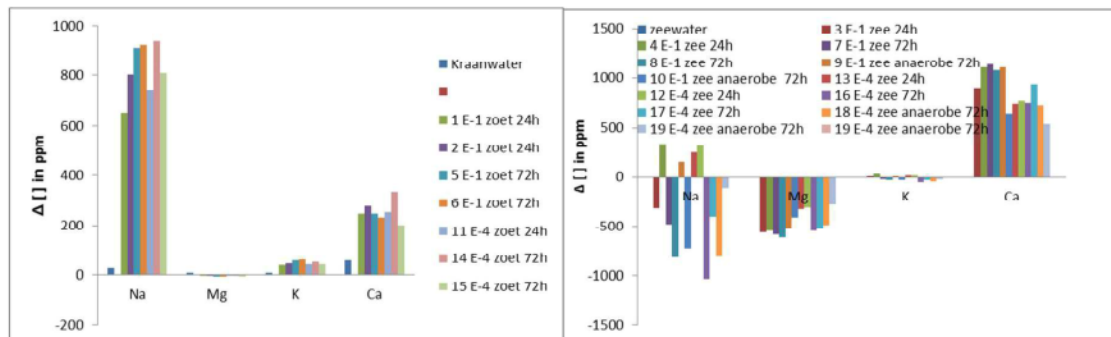 1000
800
600
400
200
0
-200
Δ [ ] in ppm
Na Mg K Ca
Kraanwater
1 E-1 zoet 24h
2 E-1 zoet 24h
5 E-1 zoet 72h
6 E-1 zoet 72h
11 E-4 zoet 24h
14 E-4 zoet 72h
15 E-4 zoet 72h
1500
1000
500
0
-500
-1000
-1500
Δ [ ] in ppm
zeewater 3 E-1 zee 24h
4 E-1 zee 24h 7 E-1 zee 72h
8 E-1 zee 72h 9 E-1 zee anaerobe 72h
10 E-1 zee anaerobe 72h 13 E-4 zee 24h
12 E-4 zee 24h 16 E-4 zee 72h
17 E-4 zee 72h 18 E-4 zee anaerobe 72h
19 E-4 zee anaerobe 72h 19 E-4 zee anaerobe 72h
Na Mg K Ca